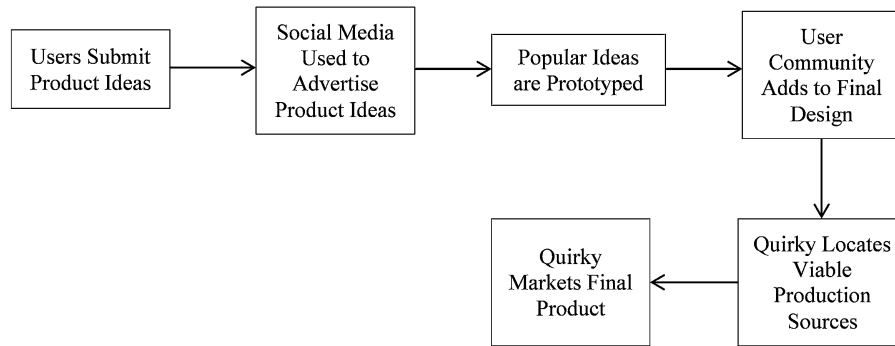 Users Submit
Product Ideas
Social Media
Used to
Advertise
Product Ideas
Popular Ideas
are Prototyped
User
Community
Adds to Final
Design
Quirky Locates
Viable
Production
Sources
Quirky
Markets Final
Product